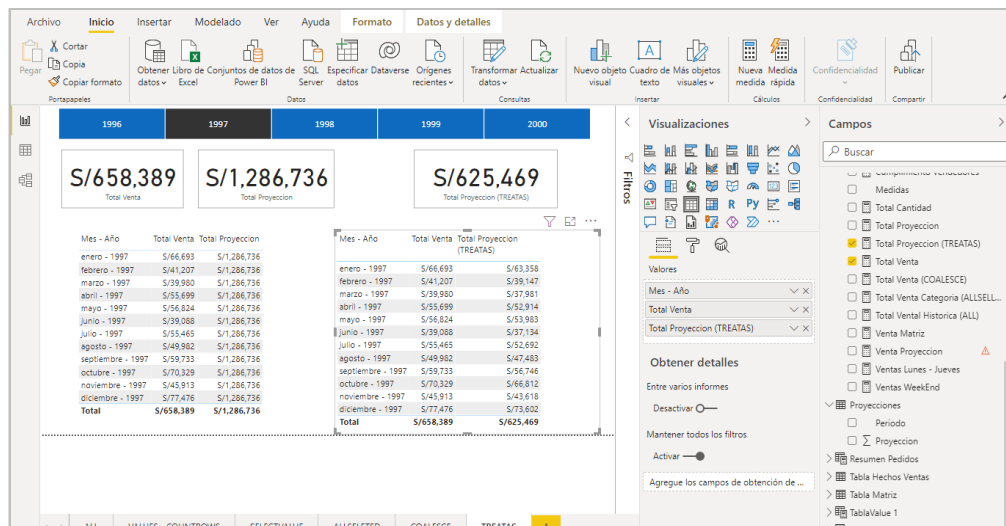 Archivo Inicio Insertar Modelado Ver Ayuda Formato Datos y detalles
Pegar
Cortar
Copia
Copiar formato
Portapapeles
Obtener datos
Libro de Excel
Conjuntos de datos de Power BI
SQL Server
Especificar datos
Dataverse
Orígenes recientes
Datos
Transformar datos
Actualizar
Consultas
Nuevo objeto visual
Cuadro de texto
Más objetos visuales
Insertar
Nueva medida
Medida rápida
Cálculos
Confidencialidad
Confidencialidad
Publicar
Compartir
1996 1997 1998 1999 2000
S/658,389
Total Venta
S/1,286,736
Total Proyeccion
S/625,469
Total Proyeccion (TREATAS)
Mes - Año Total Venta Total Proyeccion
enero - 1997 S/66,693 S/1,286,736
febrero - 1997 S/41,207 S/1,286,736
marzo - 1997 S/39,980 S/1,286,736
abril - 1997 S/55,699 S/1,286,736
mayo - 1997 S/56,824 S/1,286,736
junio - 1997 S/39,088 S/1,286,736
julio - 1997 S/55,465 S/1,286,736
agosto - 1997 S/49,982 S/1,286,736
septiembre - 1997 S/59,733 S/1,286,736
octubre - 1997 S/70,329 S/1,286,736
noviembre - 1997 S/45,913 S/1,286,736
diciembre - 1997 S/77,476 S/1,286,736
Total S/658,389 S/1,286,736
Mes - Año Total Venta Total Proyeccion
(TREATAS)
enero - 1997 S/66,693 S/63,358
febrero - 1997 S/41,207 S/39,147
marzo - 1997 S/39,980 S/37,981
abril - 1997 S/55,699 S/52,914
mayo - 1997 S/56,824 S/53,983
junio - 1997 S/39,088 S/37,134
julio - 1997 S/55,465 S/52,692
agosto - 1997 S/49,982 S/47,483
septiembre - 1997 S/59,733 S/56,746
octubre - 1997 S/70,329 S/66,812
noviembre - 1997 S/45,913 S/43,618
diciembre - 1997 S/77,476 S/73,602
Total S/658,389 S/625,469
Filtros
Visualizaciones
R Py
Valores
Mes - Año
Total Venta
Total Proyeccion (TREATAS)
Obtener detalles
Entre varios informes
Desactivar
Mantener todos los filtros
Activar
Agregue los campos de obtención de ...
Campos
Buscar
Cumplimiento Vendedores
Medidas
Total Cantidad
Total Proyeccion
Total Proyeccion (TREATAS)
Total Venta
Total Venta (COALESCE)
Total Venta Categoria (ALLSELL...
Total Vental Historica (ALL)
Venta Matriz
Venta Proyeccion
Ventas Lunes - Jueves
Ventas WeekEnd
Proyecciones
Periodo
Proyeccion
Resumen Pedidos
Tabla Hechos Ventas
Tabla Matriz
TablaValue 1
ALL VALUES - COUNTROWS SELECTVALUE ALLSELETED COALESCE TREATAS